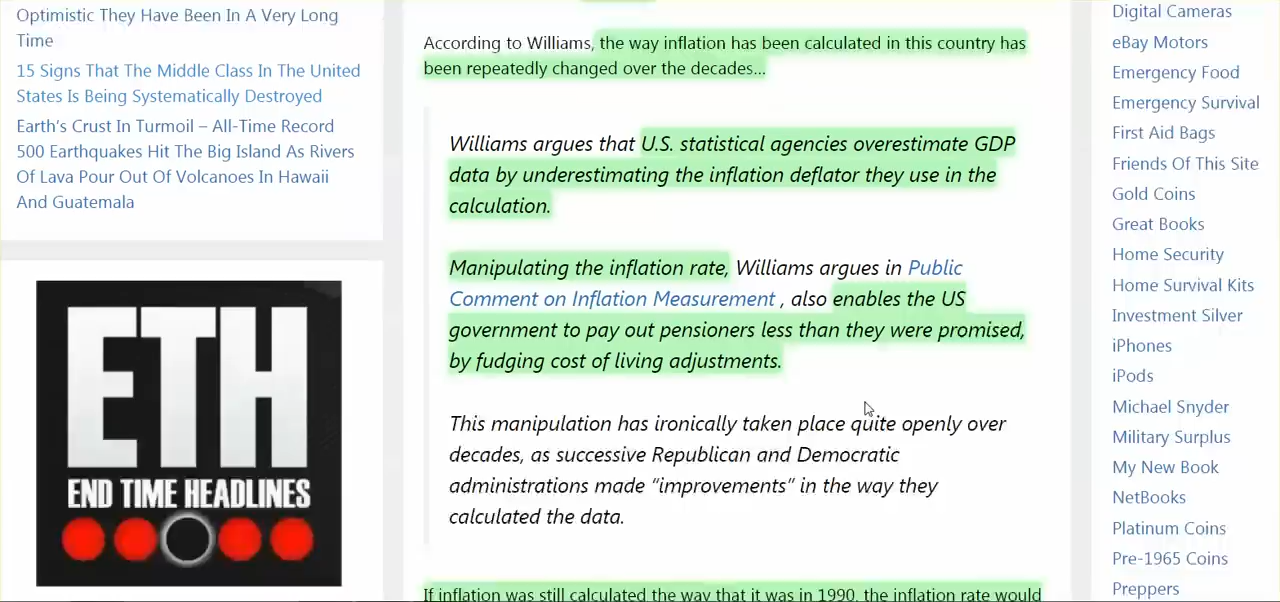 Optimistic They Have Been In A Very Long
Time
15 Signs That The Middle Class In The United
States Is Being Systematically Destroyed
Earth's Crust In Turmoil – All-Time Record
500 Earthquakes Hit The Big Island As Rivers
Of Lava Pour Out Of Volcanoes In Hawaii
And Guatemala
ETH
END TIME HEADLINES
According to Williams, the way inflation has been calculated in this country has
been repeatedly changed over the decades…
Williams argues that U.S. statistical agencies overestimate GDP
data by underestimating the inflation deflator they use in the
calculation.
Manipulating the inflation rate, Williams argues in Public
Comment on Inflation Measurement , also enables the US
government to pay out pensioners less than they were promised,
by fudging cost of living adjustments.
This manipulation has ironically taken place quite openly over
decades, as successive Republican and Democratic
administrations made "improvements" in the way they
calculated the data.
If inflation was still calculated the way that it was in 1990, the inflation rate would
Digital Cameras
eBay Motors
Emergency Food
Emergency Survival
First Aid Bags
Friends Of This Site
Gold Coins
Great Books
Home Security
Home Survival Kits
Investment Silver
iPhones
iPods
Michael Snyder
Military Surplus
My New Book
NetBooks
Platinum Coins
Pre-1965 Coins
Preppers